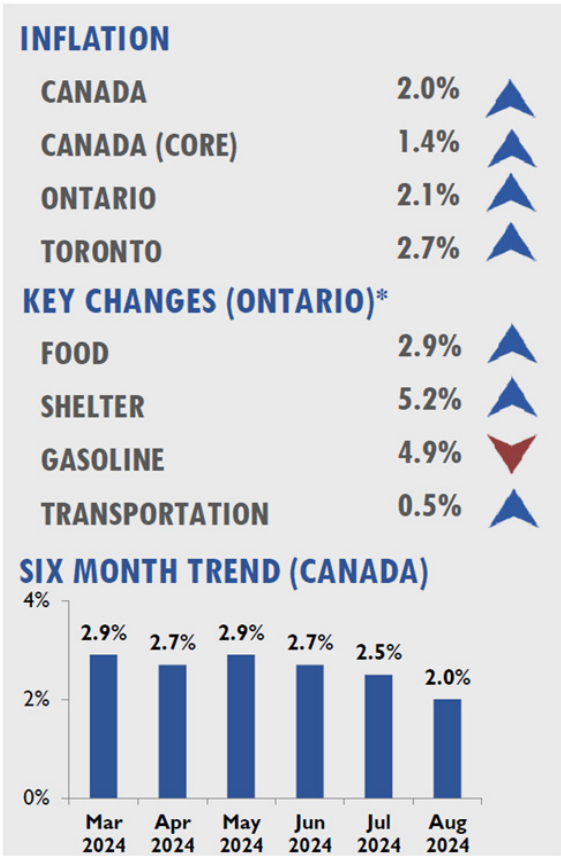 INFLATION
CANADA 2.0%
CANADA (CORE) 1.4%
ONTARIO 2.1%
TORONTO 2.7%
KEY CHANGES (ONTARIO)*
FOOD 2.9%
SHELTER 5.2%
GASOLINE 4.9%
TRANSPORTATION 0.5%
SIX MONTH TREND (CANADA)
4%
2.9% 2.7% 2.9% 2.7% 2.5% 2.0%
2%
0%
Mar Apr May Jun Jul Aug
2024 2024 2024 2024 2024 2024